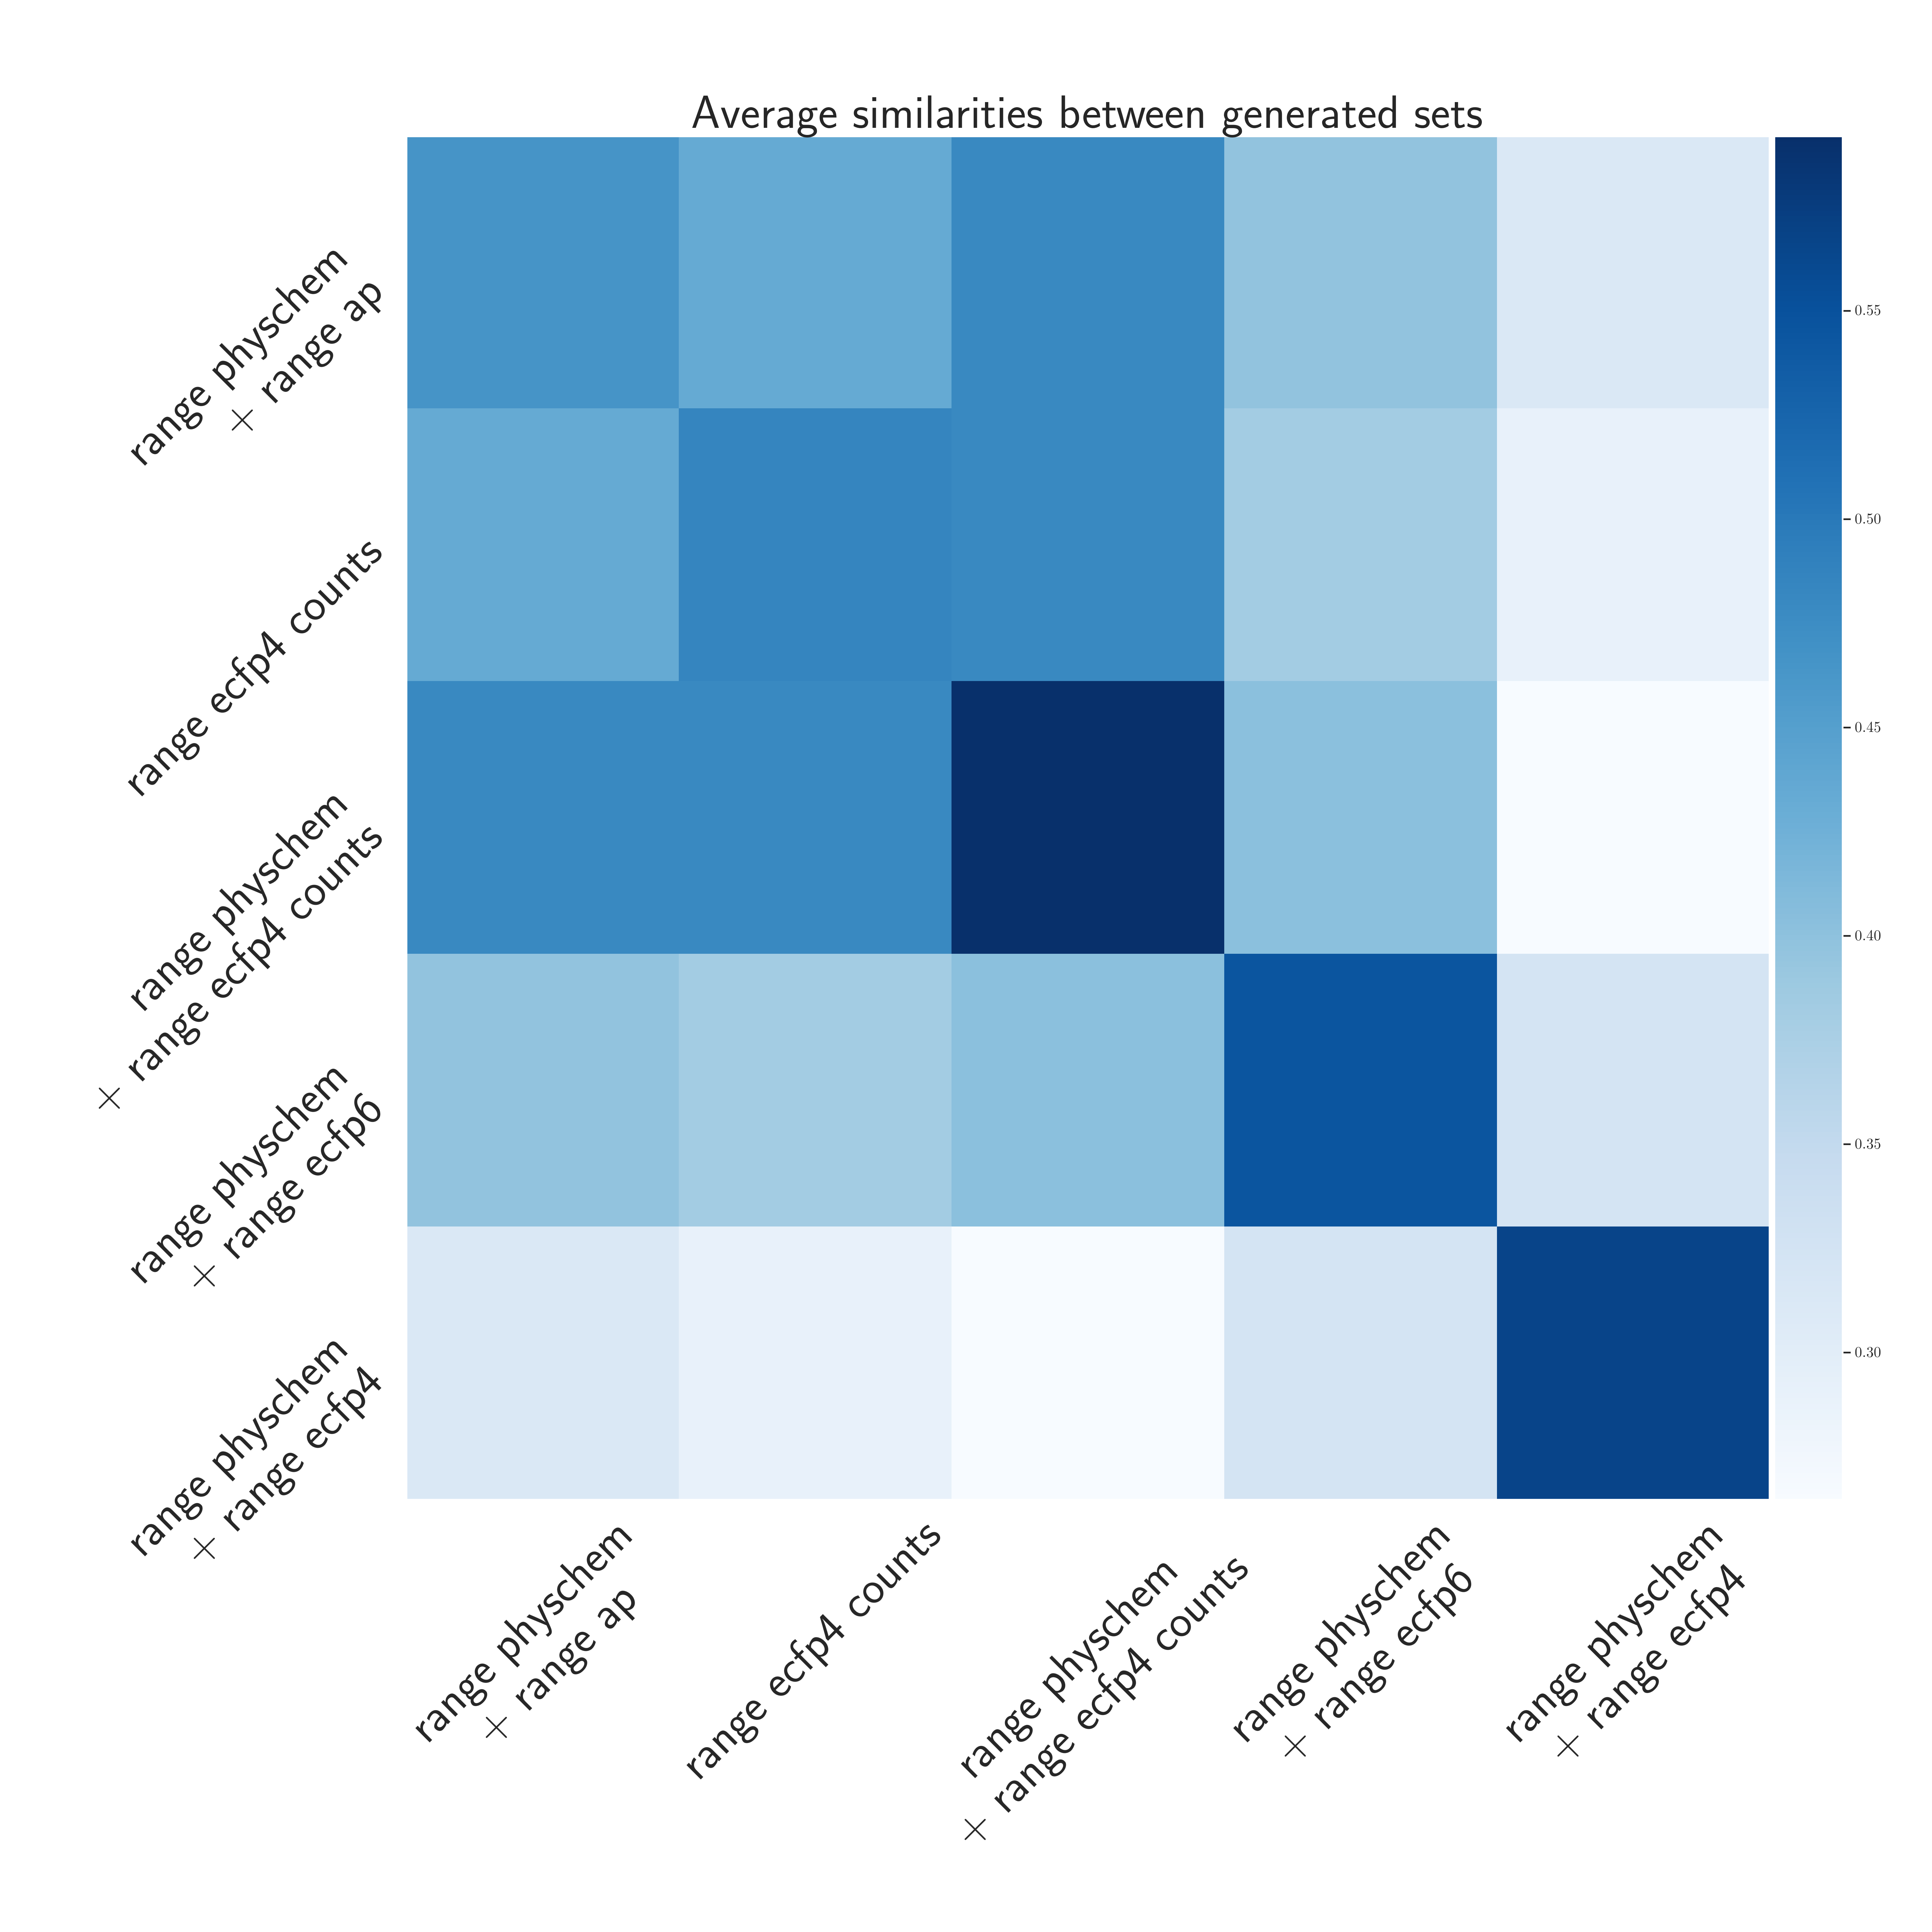 Average similarities between generated sets
range physchem
× range ap
range ecfp4 counts
range physchem
× range ecfp4 counts
range physchem
× range ecfp6
range physchem
× range ecfp4
0.55
0.50
0.45
0.40
0.35
0.30
range physchem
× range ap
range ecfp4 counts
range physchem
× range ecfp4 counts
range physchem
× range ecfp6
range physchem
× range ecfp4